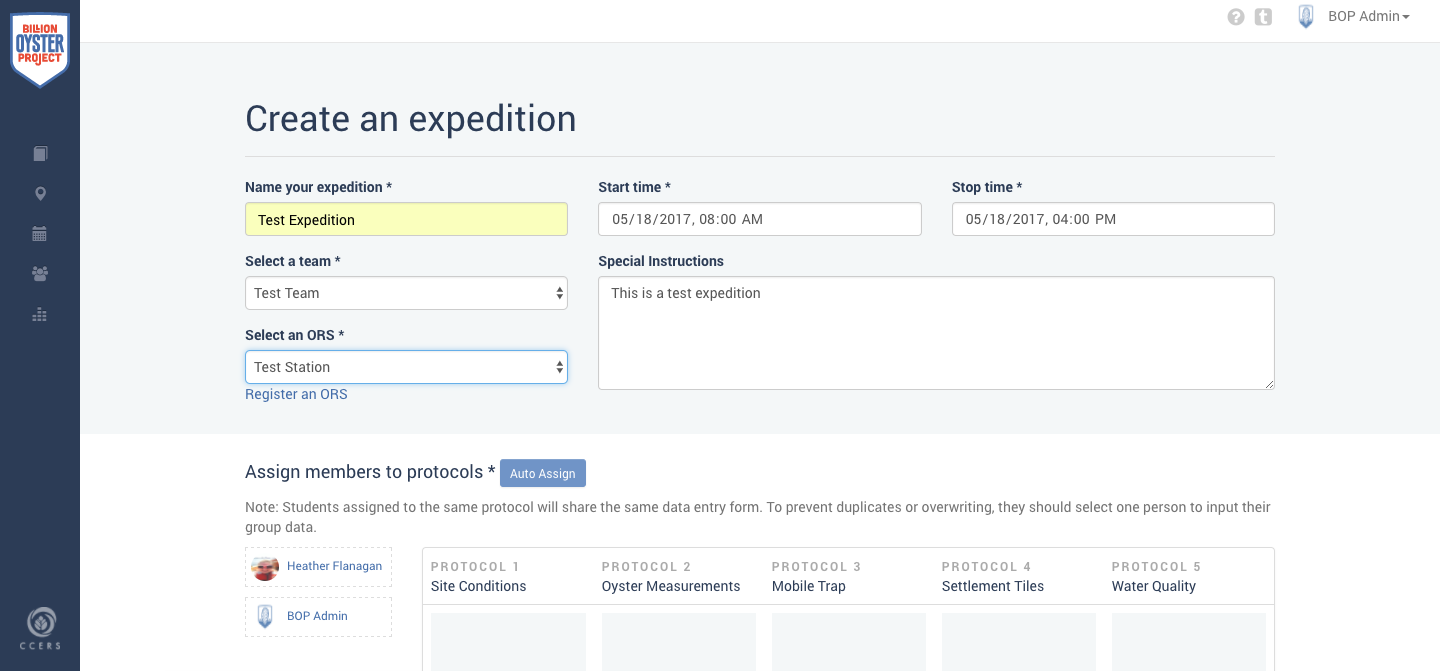 BILLION
OYSTER
PROJECT
BOP Admin
Create an expedition
Name your expedition *
Start time *
Stop time *
Test Expedition
05/18/2017, 08:00 AM
05/18/2017, 04:00 PM
Select a team *
Special Instructions
Test Team
This is a test expedition
Select an ORS *
Test Station
Register an ORS
Assign members to protocols *
Auto Assign
Note: Students assigned to the same protocol will share the same data entry form. To prevent duplicates or overwriting, they should select one person to input their
group data.
Heather Flanagan
BOP Admin
PROTOCOL 1
Site Conditions
PROTOCOL 2
Oyster Measurements
PROTOCOL 3
Mobile Trap
PROTOCOL 4
Settlement Tiles
PROTOCOL 5
Water Quality
CCERS